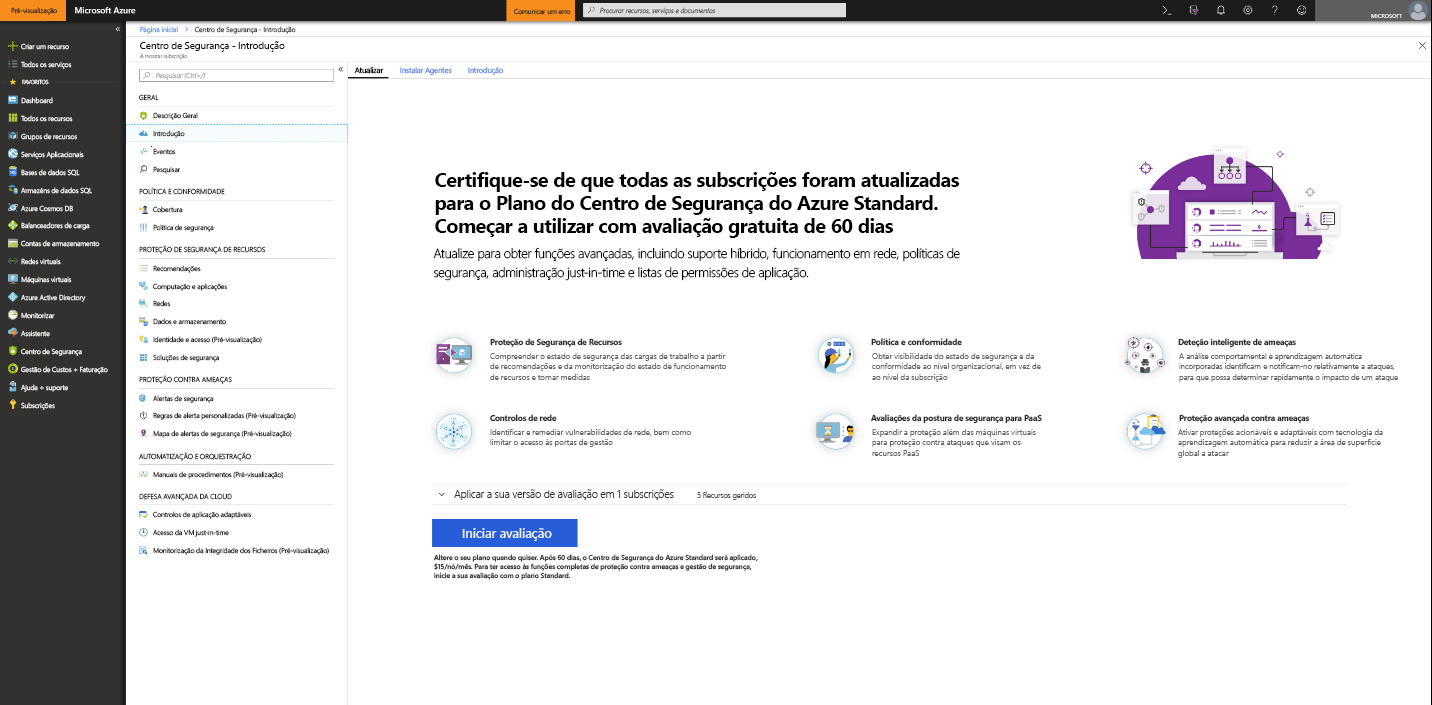 Pré-visualização
Microsoft Azure
Comunicar um erro
Procurar recursos, serviços e documentos
MICROSOFT
Criar um recurso
Todos os serviços
FAVORITOS
Dashboard
Todos os recursos
Grupos de recursos
Serviços Aplicacionais
Bases de dados SQL
Armazéns de dados SQL
Azure Cosmos DB
Balanceadores de carga
Contas de armazenamento
Redes virtuais
Máquinas virtuais
Azure Active Directory
Monitorizar
Assistente
Centro de Segurança
Gestão de Custos + Faturação
Ajuda + suporte
Subscrições
Página inicial > Centro de Segurança - Introdução
Centro de Segurança - Introdução
A mostrar subscrição
Pesquisar (Ctrl+/)
GERAL
Descrição Geral
Introdução
Eventos
Pesquisar
POLÍTICA E CONFORMIDADE
Cobertura
Política de segurança
PROTEÇÃO DE SEGURANÇA DE RECURSOS
Recomendações
Computação e aplicações
Redes
Dados e armazenamento
Identidade e acesso (Pré-visualização)
Soluções de segurança
PROTEÇÃO CONTRA AMEAÇAS
Alertas de segurança
Regras de alerta personalizadas (Pré-visualização)
Mapa de alertas de segurança (Pré-visualização)
AUTOMATIZAÇÃO E ORQUESTRAÇÃO
Manuais de procedimentos (Pré-visualização)
DEFESA AVANÇADA DA CLOUD
Controlos de aplicação adaptáveis
Acesso da VM just-in-time
Monitorização da Integridade dos Ficheiros (Pré-visualização)
Atualizar
Instalar Agentes
Introdução
Certifique-se de que todas as subscrições foram atualizadas
para o Plano do Centro de Segurança do Azure Standard.
Começar a utilizar com avaliação gratuita de 60 dias
Atualize para obter funções avançadas, incluindo suporte híbrido, funcionamento em rede, políticas de
segurança, administração just-in-time e listas de permissões de aplicação.
Proteção de Segurança de Recursos
Compreender o estado de segurança das cargas de trabalho a partir
de recomendações e da monitorização do estado de funcionamento
de recursos e tomar medidas
Política e conformidade
Obter visibilidade do estado de segurança e da
conformidade ao nível organizacional, em vez de
ao nível da subscrição
Deteção inteligente de ameaças
A análise comportamental e aprendizagem automática
incorporadas identificam e notificam-no relativamente a ataques,
para que possa determinar rapidamente o impacto de um ataque
Controlos de rede
Identificar e remediar vulnerabilidades de rede, bem como
limitar o acesso às portas de gestão
Avaliações da postura de segurança para PaaS
Expandir a proteção além das máquinas virtuais
para proteção contra ataques que visam os
recursos PaaS
Proteção avançada contra ameaças
Ativar proteções acionáveis e adaptáveis com tecnologia da
aprendizagem automática para reduzir a área de superfície
global a atacar
Aplicar a sua versão de avaliação em 1 subscrições
5 Recursos geridos
Iniciar avaliação
Altere o seu plano quando quiser. Após 60 dias, o Centro de Segurança do Azure Standard será aplicado,
$15/nó/mês. Para ter acesso às funções completas de proteção contra ameaças e gestão de segurança,
inicie a sua avaliação com o plano Standard.